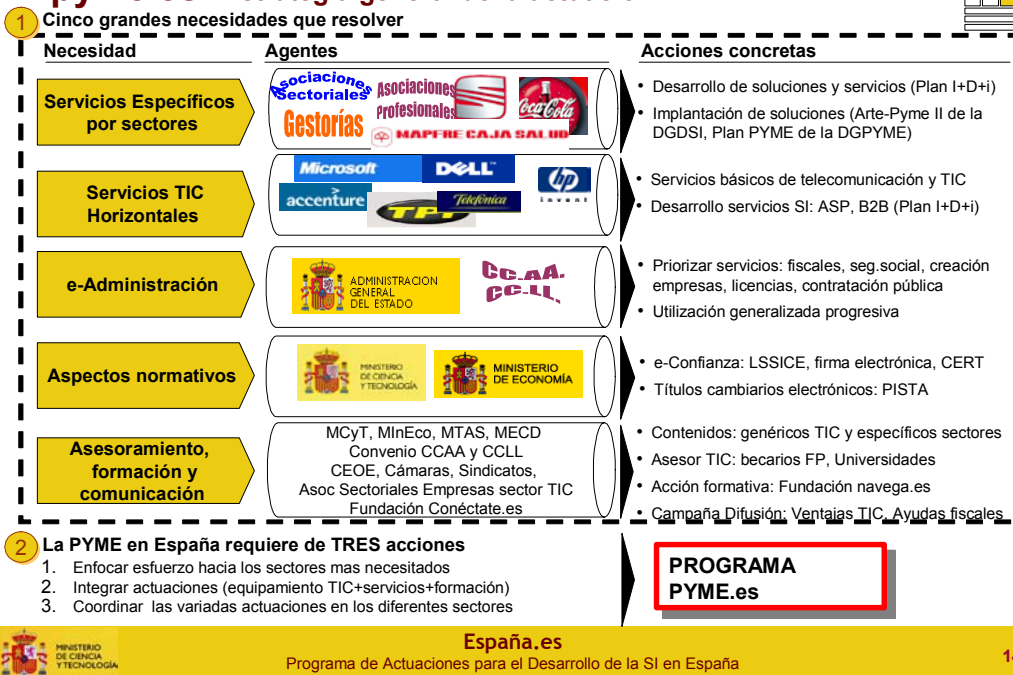 1 Cinco grandes necesidades que resolver
Necesidad Agentes Acciones concretas
Servicios Específicos
por sectores
Asociaciones
Sectoriales
Asociaciones
Profesionales
Gestorías
Coca-Cola
MAPFRE CAJA SALUD
• Desarrollo de soluciones y servicios (Plan I+D+i)
• Implantación de soluciones (Arte-Pyme II de la
DGDSI, Plan PYME de la DGPYME)
Servicios TIC
Horizontales
Microsoft
DELL™
hp
invent
accenture
TPI
Telefónica
• Servicios básicos de telecomunicación y TIC
• Desarrollo servicios SI: ASP, B2B (Plan I+D+i)
e-Administración
ADMINISTRACION
GENERAL
DEL ESTADO
CC.AA.
CC.LL.
• Priorizar servicios: fiscales, seg.social, creación
empresas, licencias, contratación pública
• Utilización generalizada progresiva
Aspectos normativos
MINISTERIO
DE CIENCIA
Y TECNOLOGÍA
MINISTERIO
DE ECONOMÍA
• e-Confianza: LSSICE, firma electrónica, CERT
• Títulos cambiarios electrónicos: PISTA
Asesoramiento,
formación y
comunicación
MCyT, MInEco, MTAS, MECD
Convenio CCAA y CCLL
CEOE, Cámaras, Sindicatos,
Asoc Sectoriales Empresas sector TIC
Fundación Conéctate.es
• Contenidos: genéricos TIC y específicos sectores
• Asesor TIC: becarios FP, Universidades
• Acción formativa: Fundación navega.es
• Campaña Difusión: Ventajas TIC, Ayudas fiscales
2 La PYME en España requiere de TRES acciones
1. Enfocar esfuerzo hacia los sectores mas necesitados
2. Integrar actuaciones (equipamiento TIC+servicios+formación)
3. Coordinar las variadas actuaciones en los diferentes sectores
PROGRAMA
PYME.es
MINISTERIO
DE CIENCIA
Y TECNOLOGÍA
España.es
Programa de Actuaciones para el Desarrollo de la SI en España